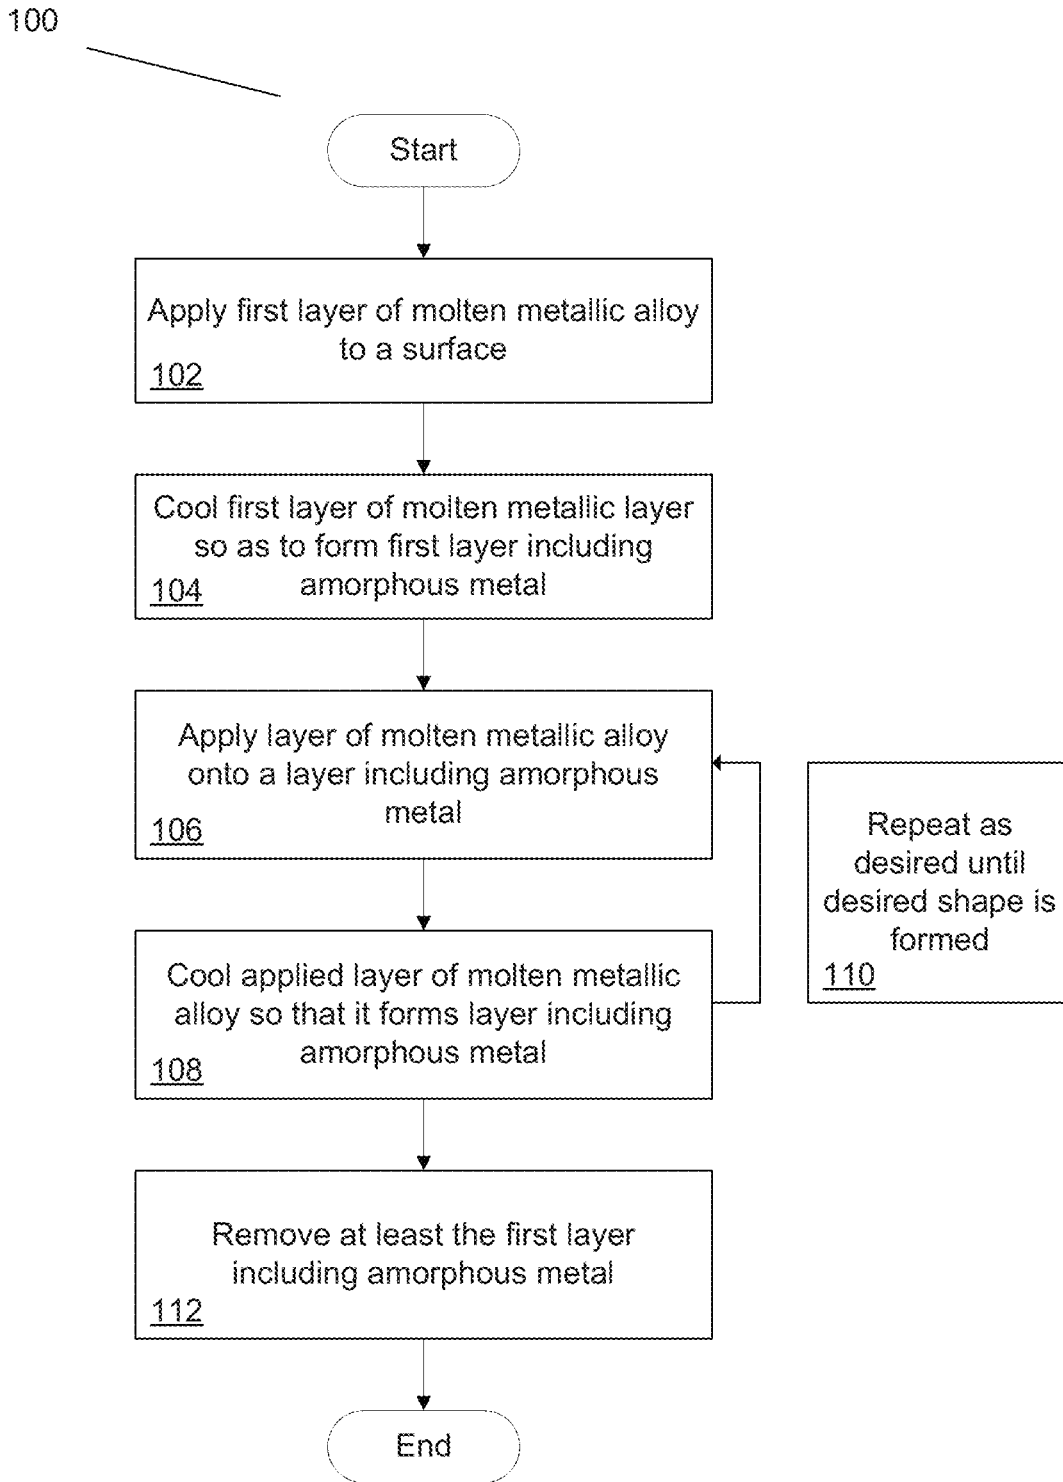 100
Start
Apply first layer of molten metallic alloy
to a surface
102
Cool first layer of molten metallic layer
so as to form first layer including
amorphous metal
104
Apply layer of molten metallic alloy
onto a layer including amorphous
metal
106
Repeat as
desired until
desired shape is
formed
110
Cool applied layer of molten metallic
alloy so that it forms layer including
amorphous metal
108
Remove at least the first layer
including amorphous metal
112
End